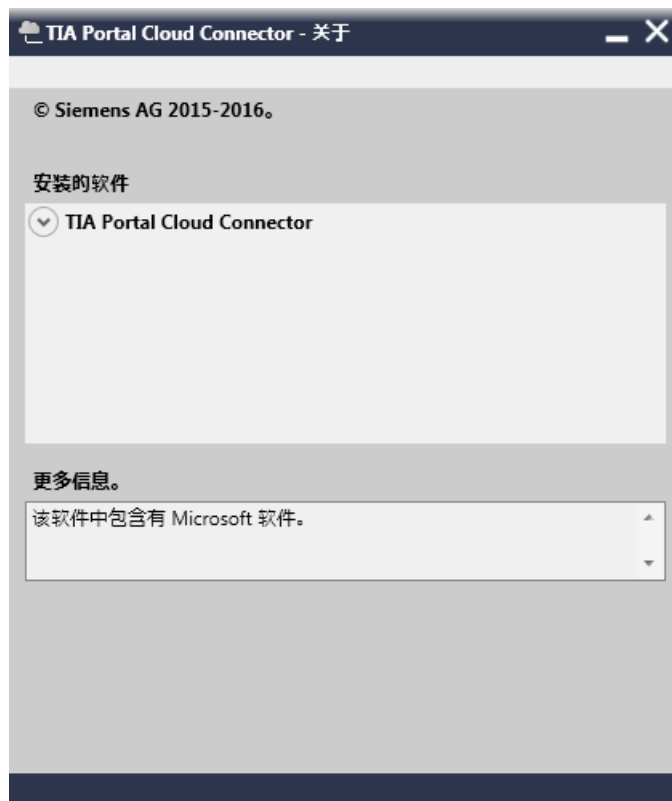 TIA Portal Cloud Connector - 关于
© Siemens AG 2015-2016。
安装的软件
TIA Portal Cloud Connector
更多信息。
该软件中包含有 Microsoft 软件。